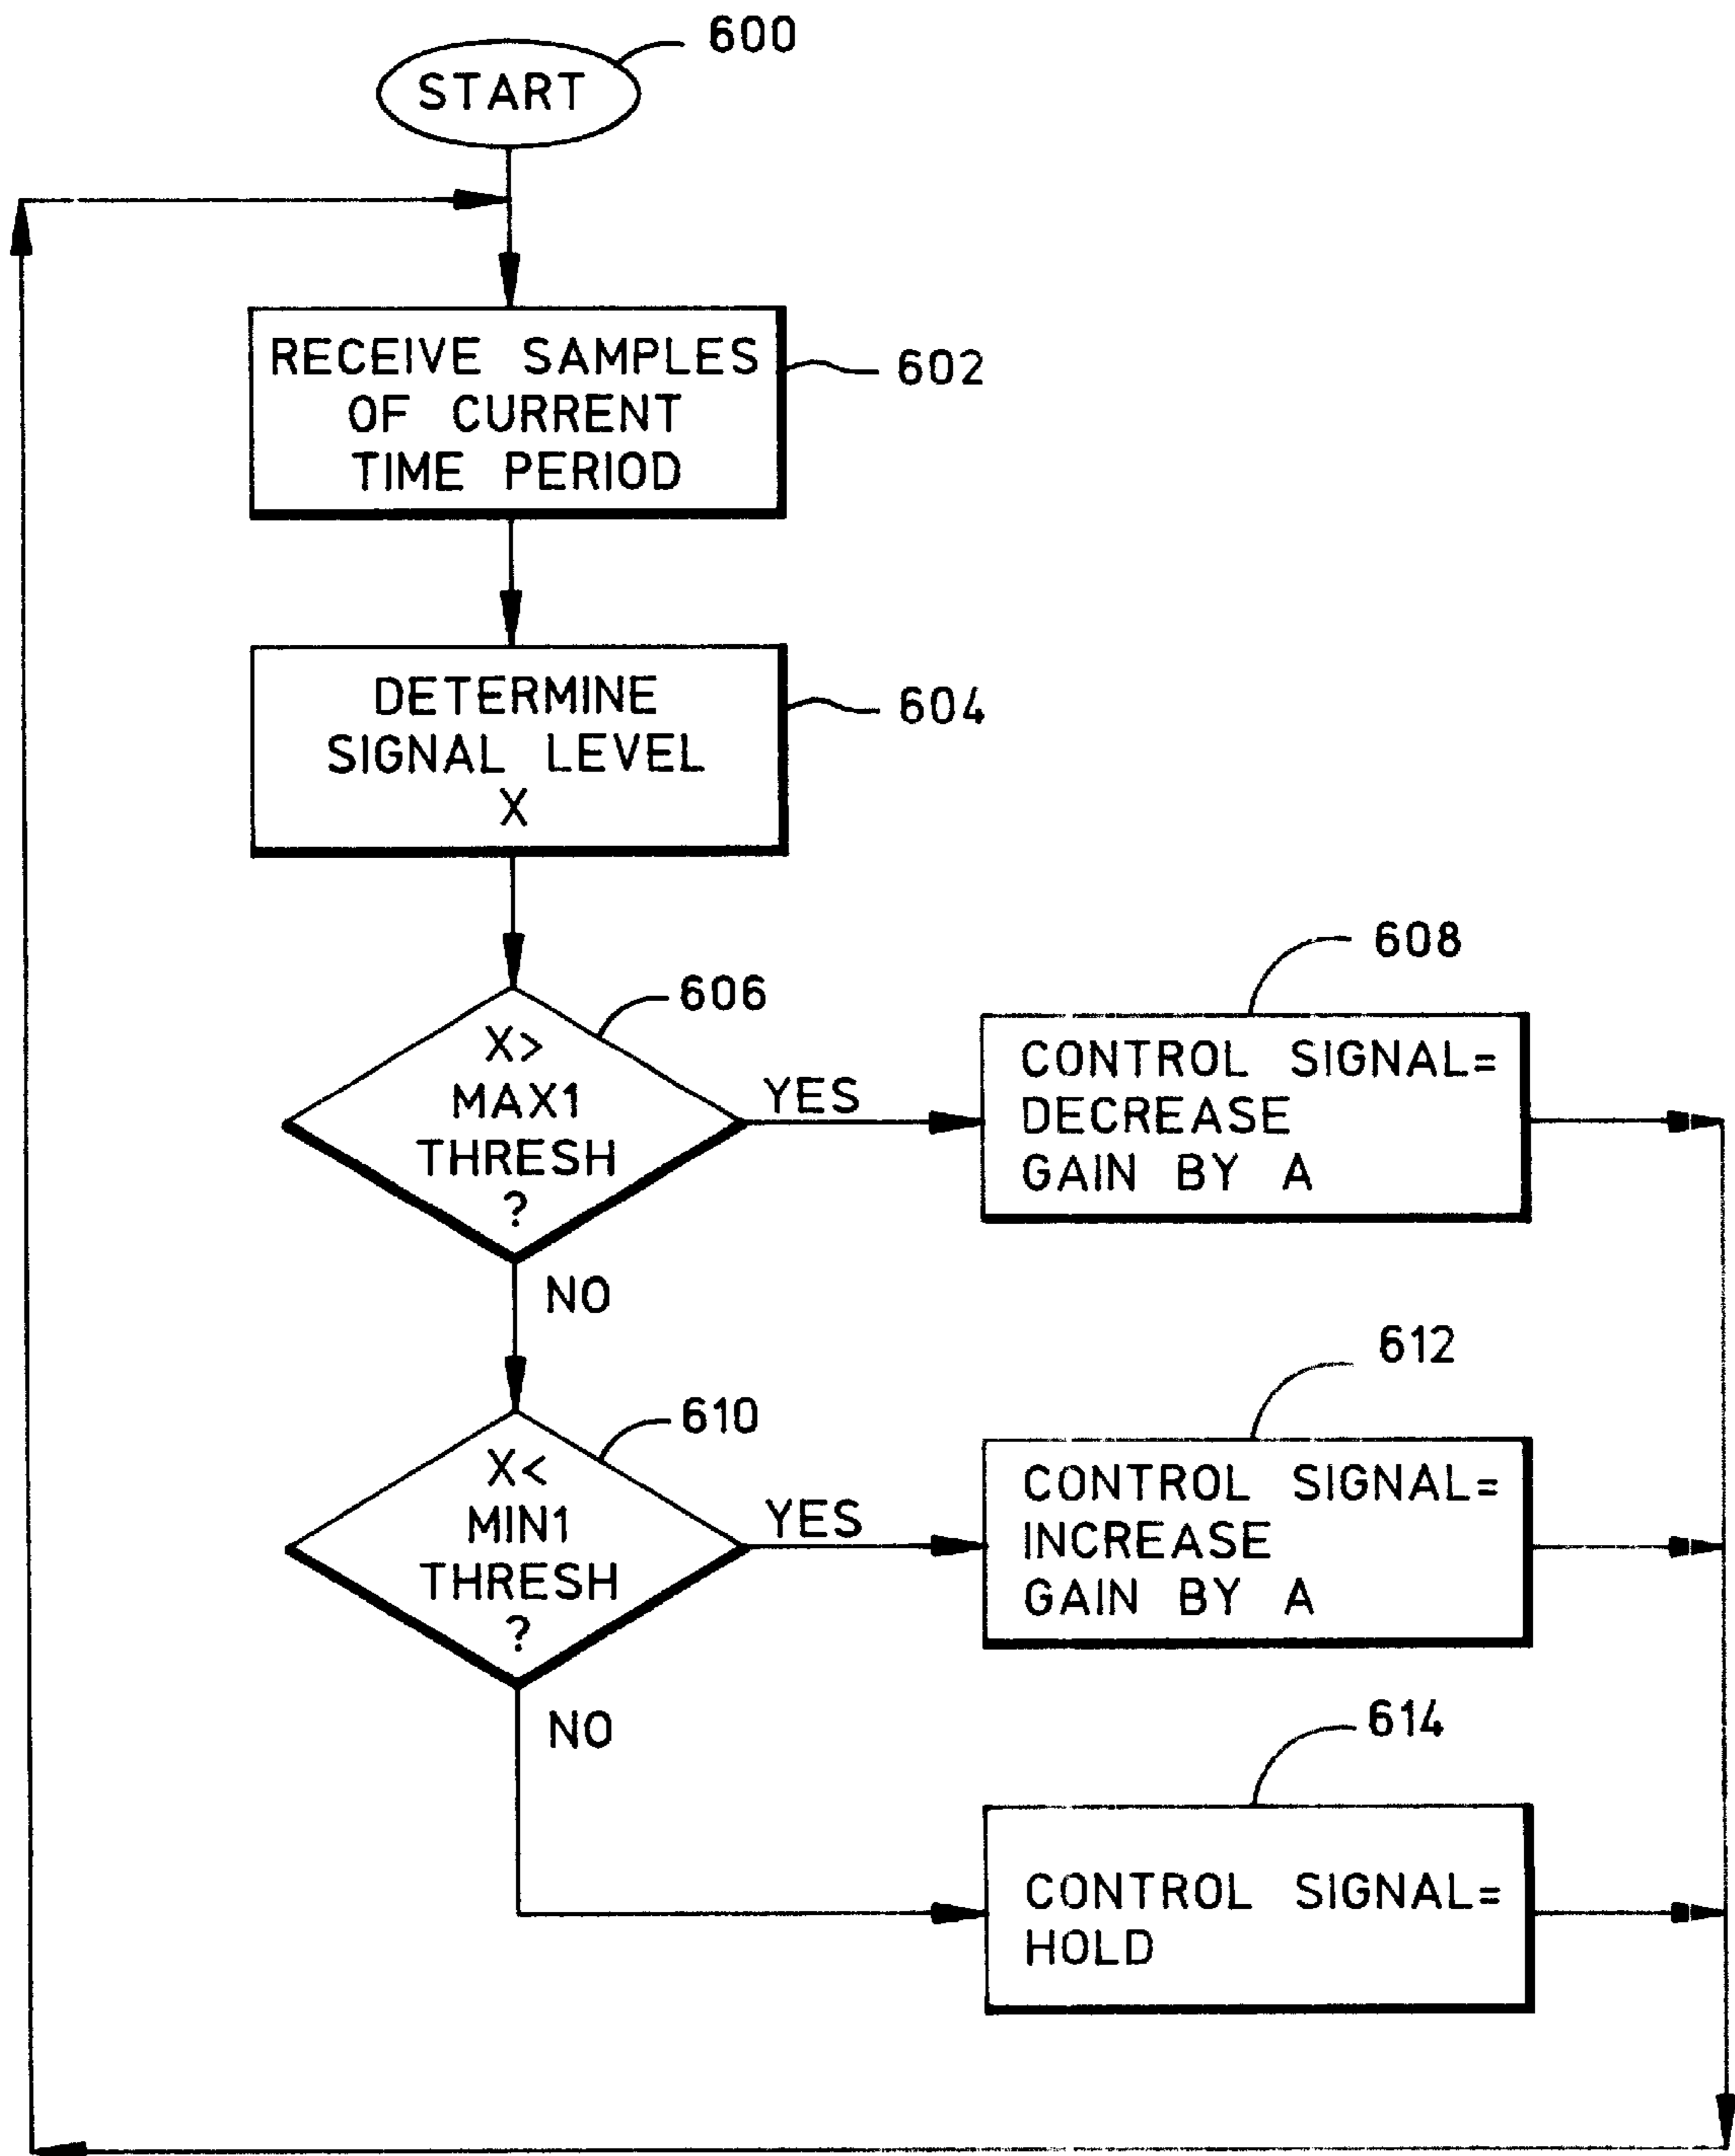 600
START
RECEIVE SAMPLES
OF CURRENT
TIME PERIOD
602
DETERMINE
SIGNAL LEVEL
X
604
606
X>
MAX1
THRESH
?
YES
NO
608
CONTROL SIGNAL=
DECREASE
GAIN BY A
610
X<
MIN1
THRESH
?
YES
NO
612
CONTROL SIGNAL=
INCREASE
GAIN BY A
614
CONTROL SIGNAL=
HOLD